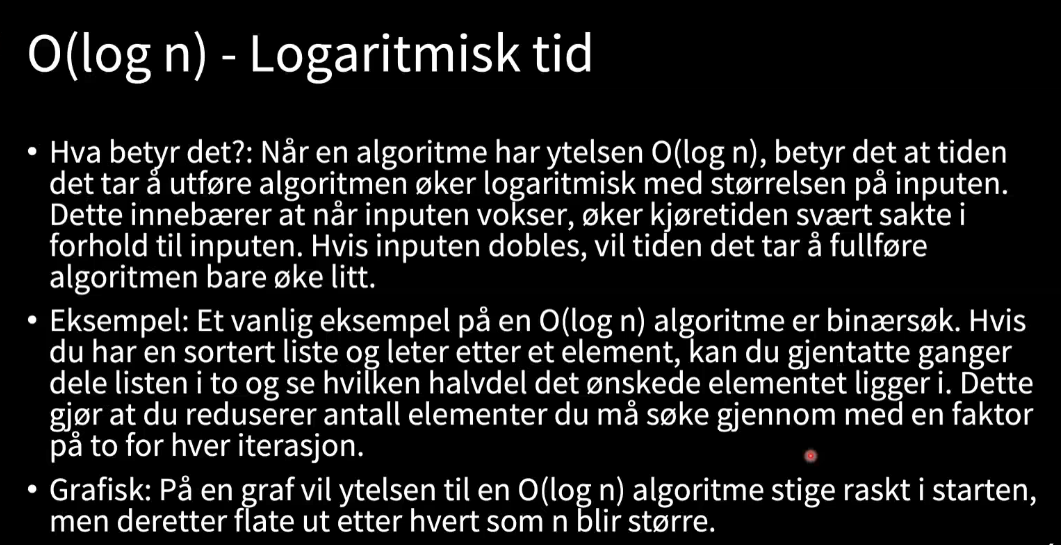 O(log n) - Logaritmisk tid
• Hva betyr det?: Når en algoritme har ytelsen O(log n), betyr det at tiden
det tar å utføre algoritmen øker logaritmisk med størrelsen på inputen.
Dette innebærer at når inputen vokser, øker kjøretiden svært sakte i
forhold til inputen. Hvis inputen dobles, vil tiden det tar å fullføre
algoritmen bare øke litt.
• Eksempel: Et vanlig eksempel på en O(log n) algoritme er binærsøk. Hvis
du har en sortert liste og leter etter et element, kan du gjentatte ganger
dele listen i to og se hvilken halvdel det ønskede elementet ligger i. Dette
gjør at du reduserer antall elementer du må søke gjennom med en faktor
på to for hver iterasjon.
• Grafisk: På en graf vil ytelsen til en O(log n) algoritme stige raskt i starten,
men deretter flate ut etter hvert som n blir større.